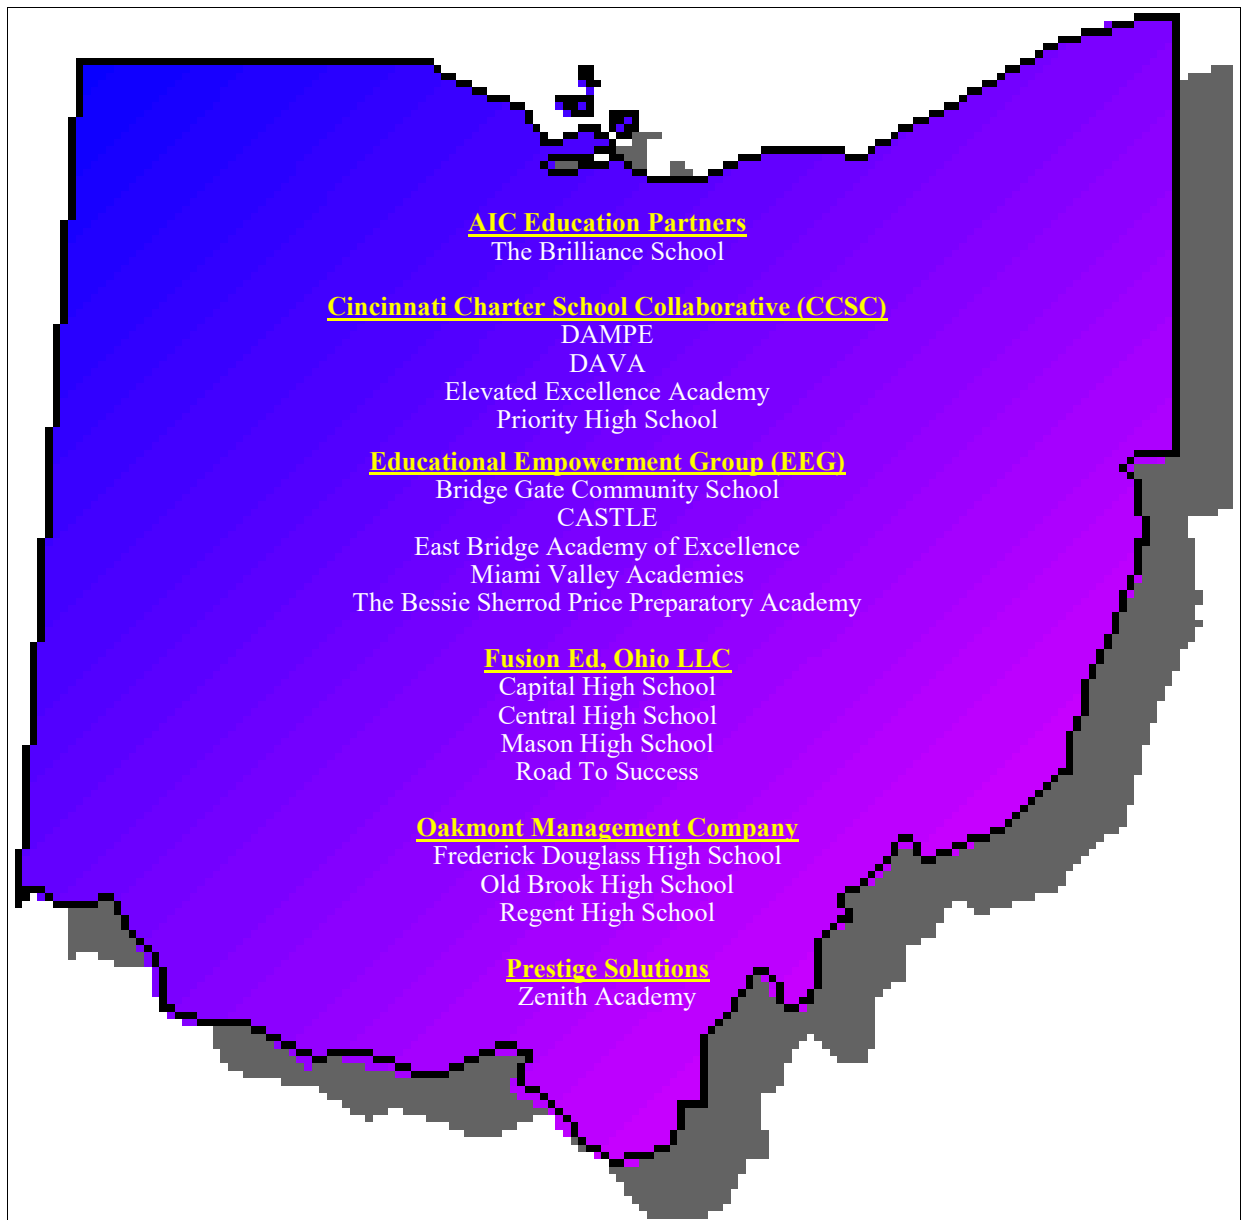 AIC Education Partners
The Brilliance School
Cincinnati Charter School Collaborative (CCSC)
DAMPE
DAVA
Elevated Excellence Academy
Priority High School
Educational Empowerment Group (EEG)
Bridge Gate Community School
CASTLE
East Bridge Academy of Excellence
Miami Valley Academies
The Bessie Sherrod Price Preparatory Academy
Fusion Ed, Ohio LLC
Capital High School
Central High School
Mason High School
Road To Success
Oakmont Management Company
Frederick Douglass High School
Old Brook High School
Regent High School
Prestige Solutions
Zenith Academy